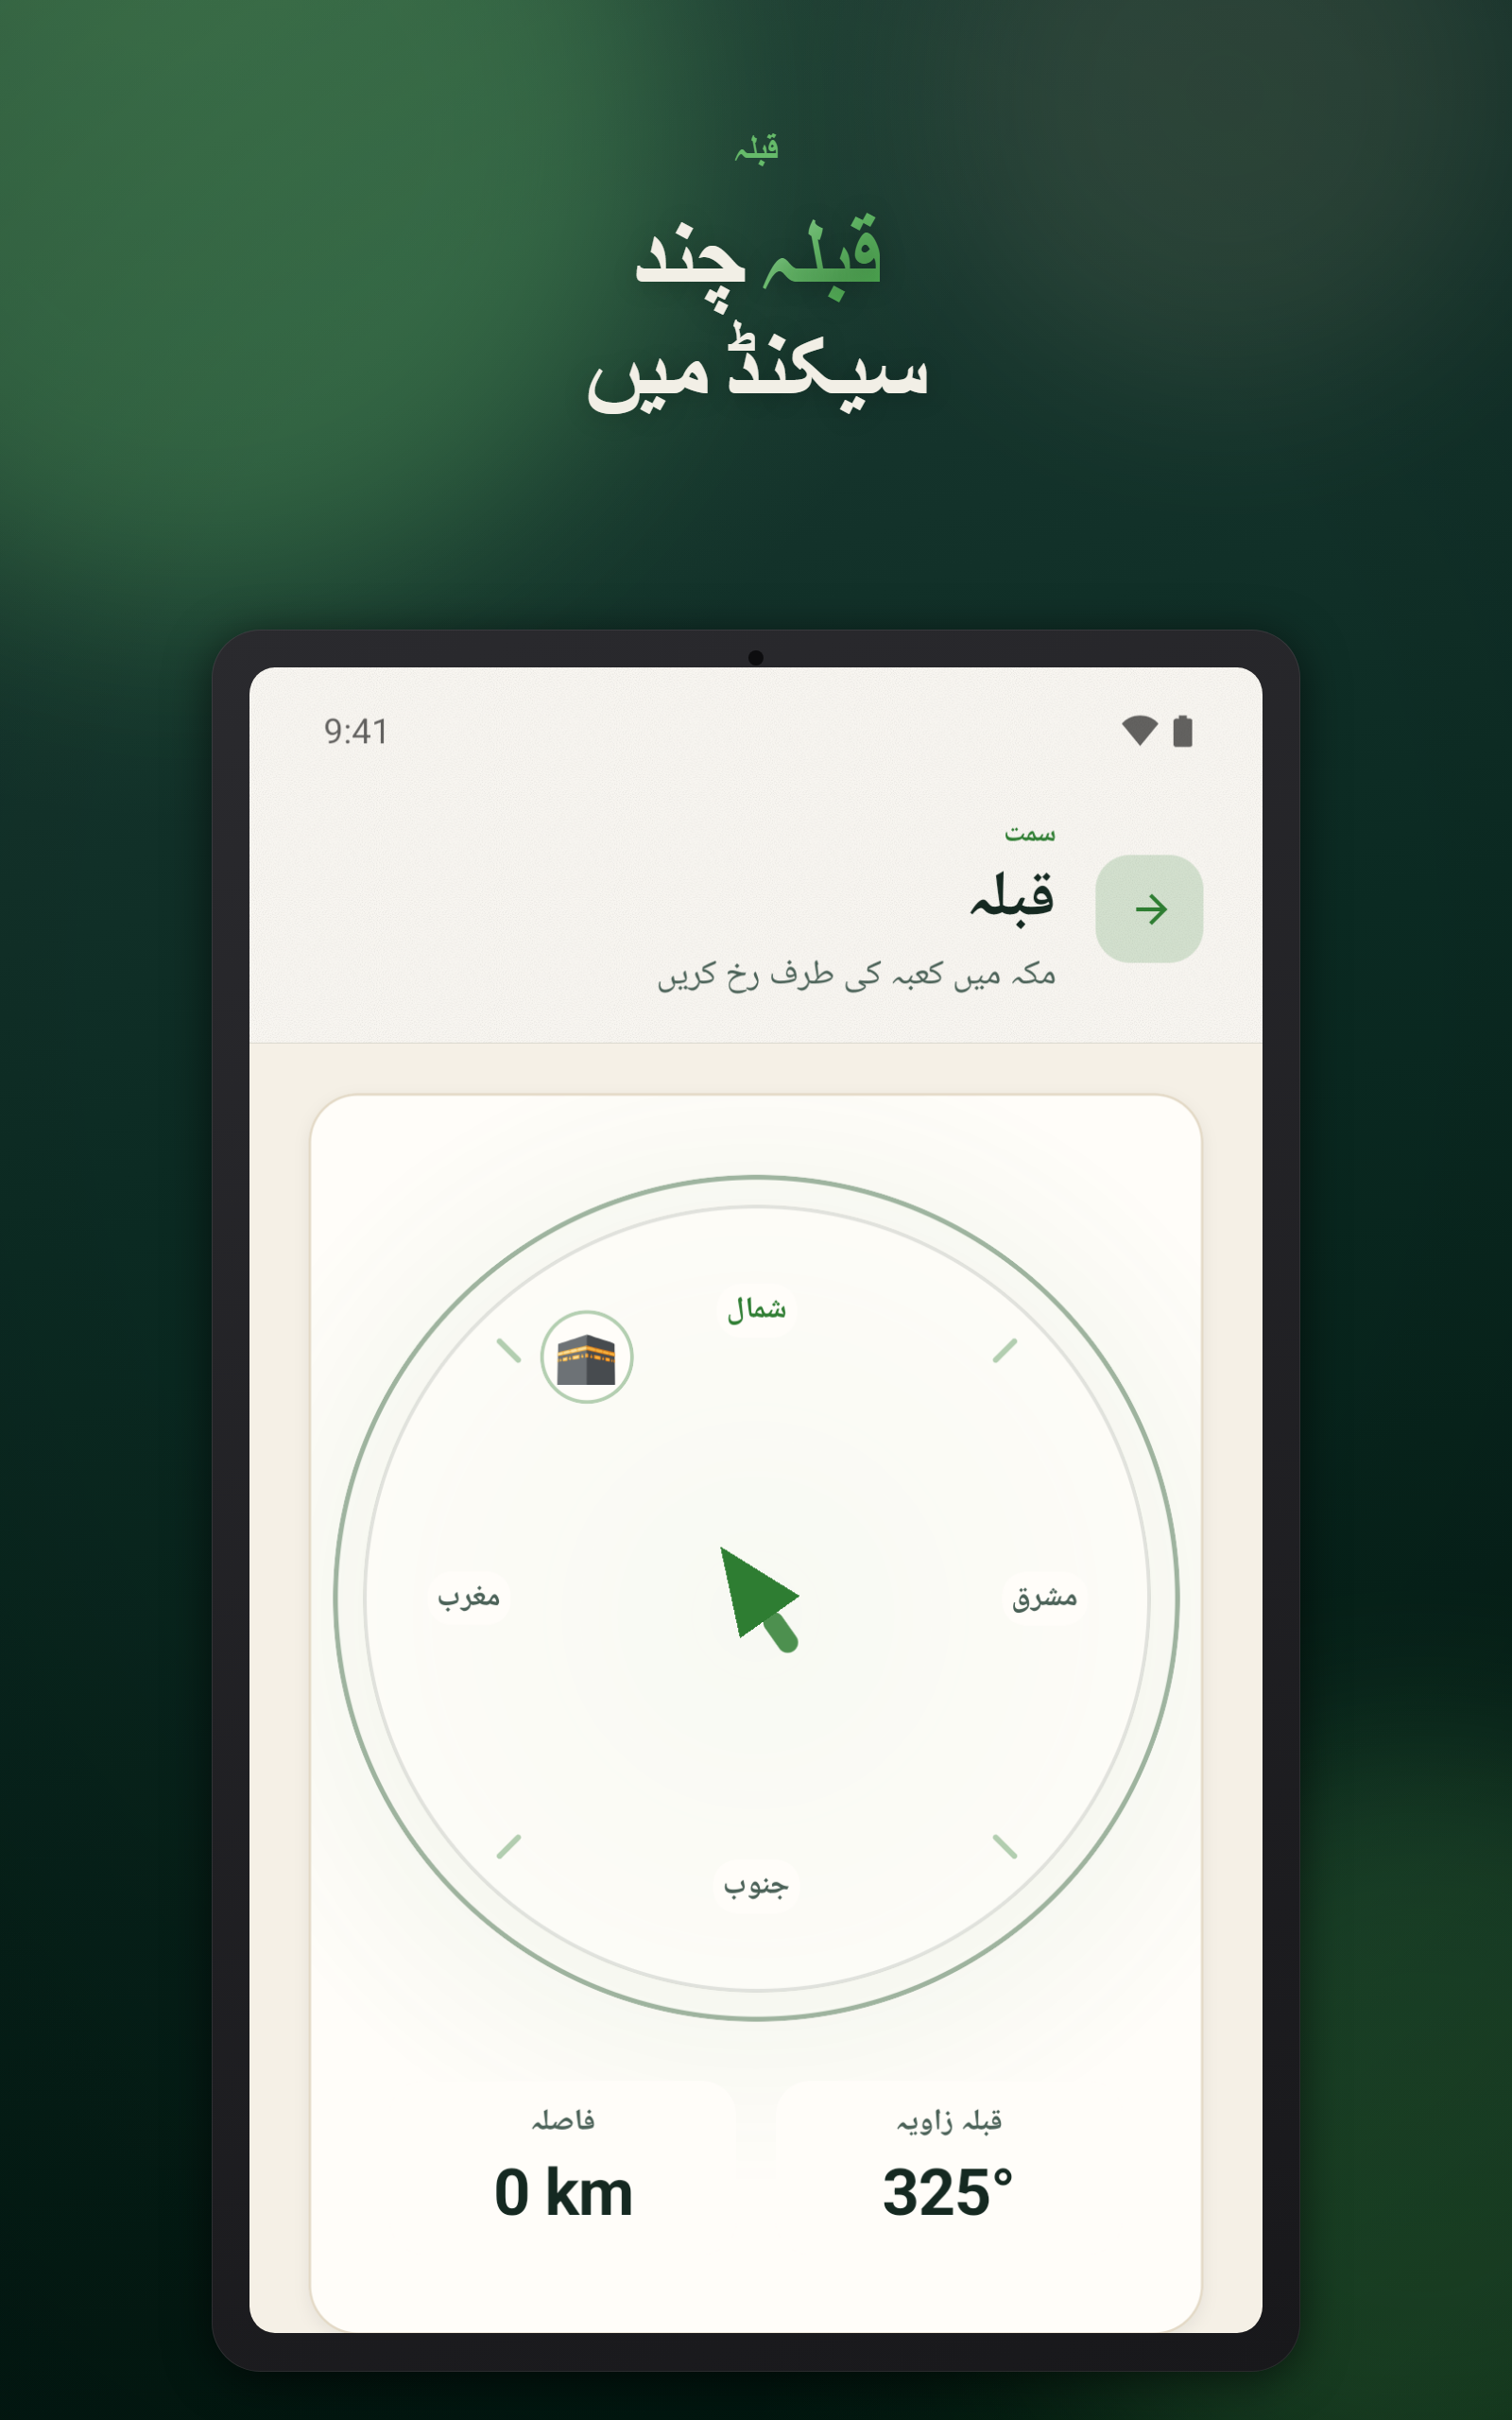 قبلہ
قبلہ چند
سیکنڈ میں
9:41
سمت
قبلہ
مکہ میں کعبہ کی طرف رخ کریں
شمال
مشرق
مغرب
جنوب
قبلہ زاویہ
325°
فاصلہ
0 km